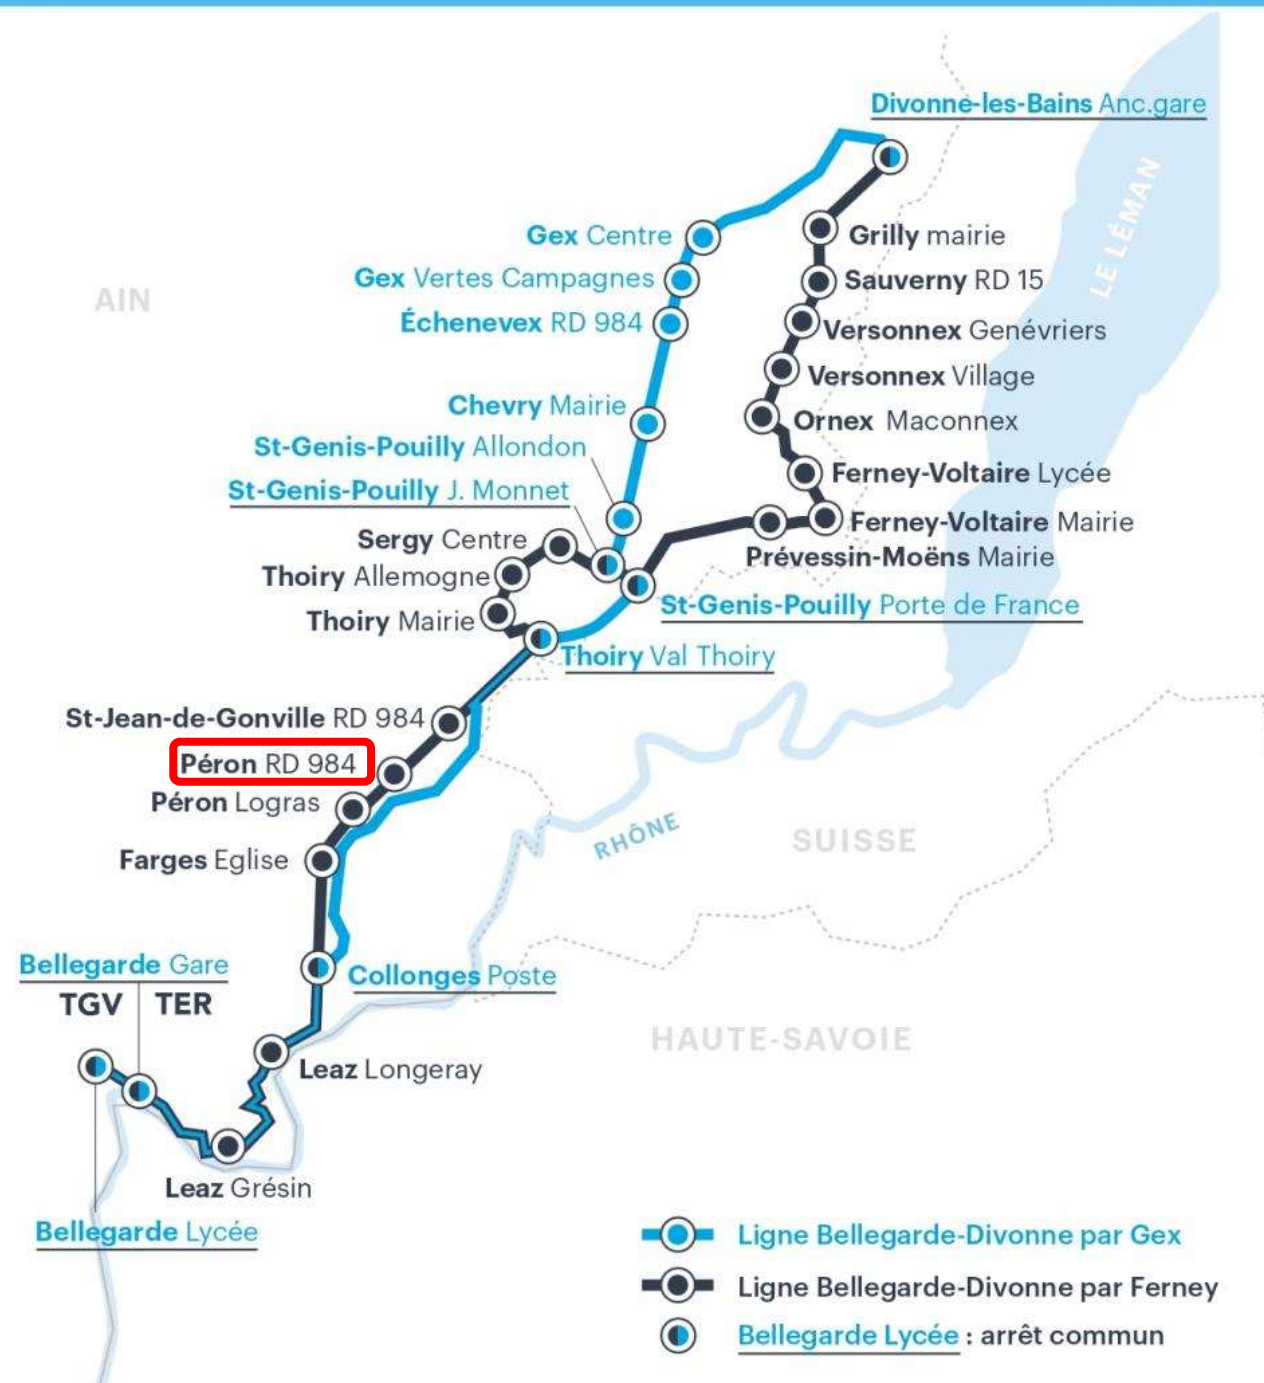 Divonne-les-Bains Anc.gare
LE LÉMAN
Gex Centre
Grilly mairie
Gex Vertes Campagnes
Sauverny RD 15
AIN
Échenevex RD 984
Versonnex Genévriers
Versonnex Village
Chevry Mairie
Ornex Maconnex
St-Genis-Pouilly Allondon
Ferney-Voltaire Lycée
St-Genis-Pouilly J. Monnet
Ferney-Voltaire Mairie
Sergy Centre
Prévessin-Moëns Mairie
Thoiry Allemogne
St-Genis-Pouilly Porte de France
Thoiry Mairie
Thoiry Val Thoiry
St-Jean-de-Gonville RD 984
Péron RD 984
Péron Logras
RHÔNE
SUISSE
Farges Eglise
Bellegarde Gare
Collonges Poste
TGV TER
HAUTE-SAVOIE
Leaz Longeray
Leaz Grésin
Bellegarde Lycée
Ligne Bellegarde-Divonne par Gex
Ligne Bellegarde-Divonne par Ferney
Bellegarde Lycée : arrêt commun